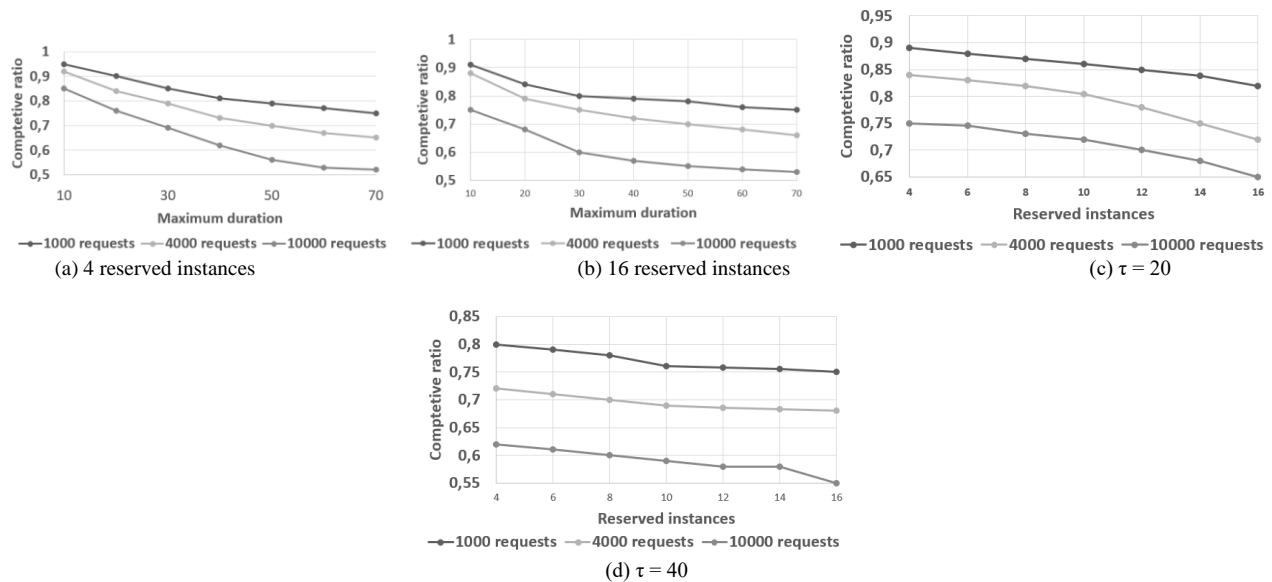 1
0,9
0,8
0,7
0,6
0,5
Comptetive ratio
10 30 50 70
Maximum duration
1000 requests 4000 requests 10000 requests
(a) 4 reserved instances
1
0,9
0,8
0,7
0,6
0,5
Comptetive ratio
10 20 30 40 50 60 70
Maximum duration
1000 requests 4000 requests 10000 requests
(b) 16 reserved instances
0,95
0,9
0,85
0,8
0,75
0,7
0,65
Comptetive ratio
4 6 8 10 12 14 16
Reserved instances
1000 requests 4000 requests 10000 requests
(c) τ = 20
0,85
0,8
0,75
0,7
0,65
0,6
0,55
Comptetive ratio
4 6 8 10 12 14 16
Reserved instances
1000 requests 4000 requests 10000 requests
(d) τ = 40